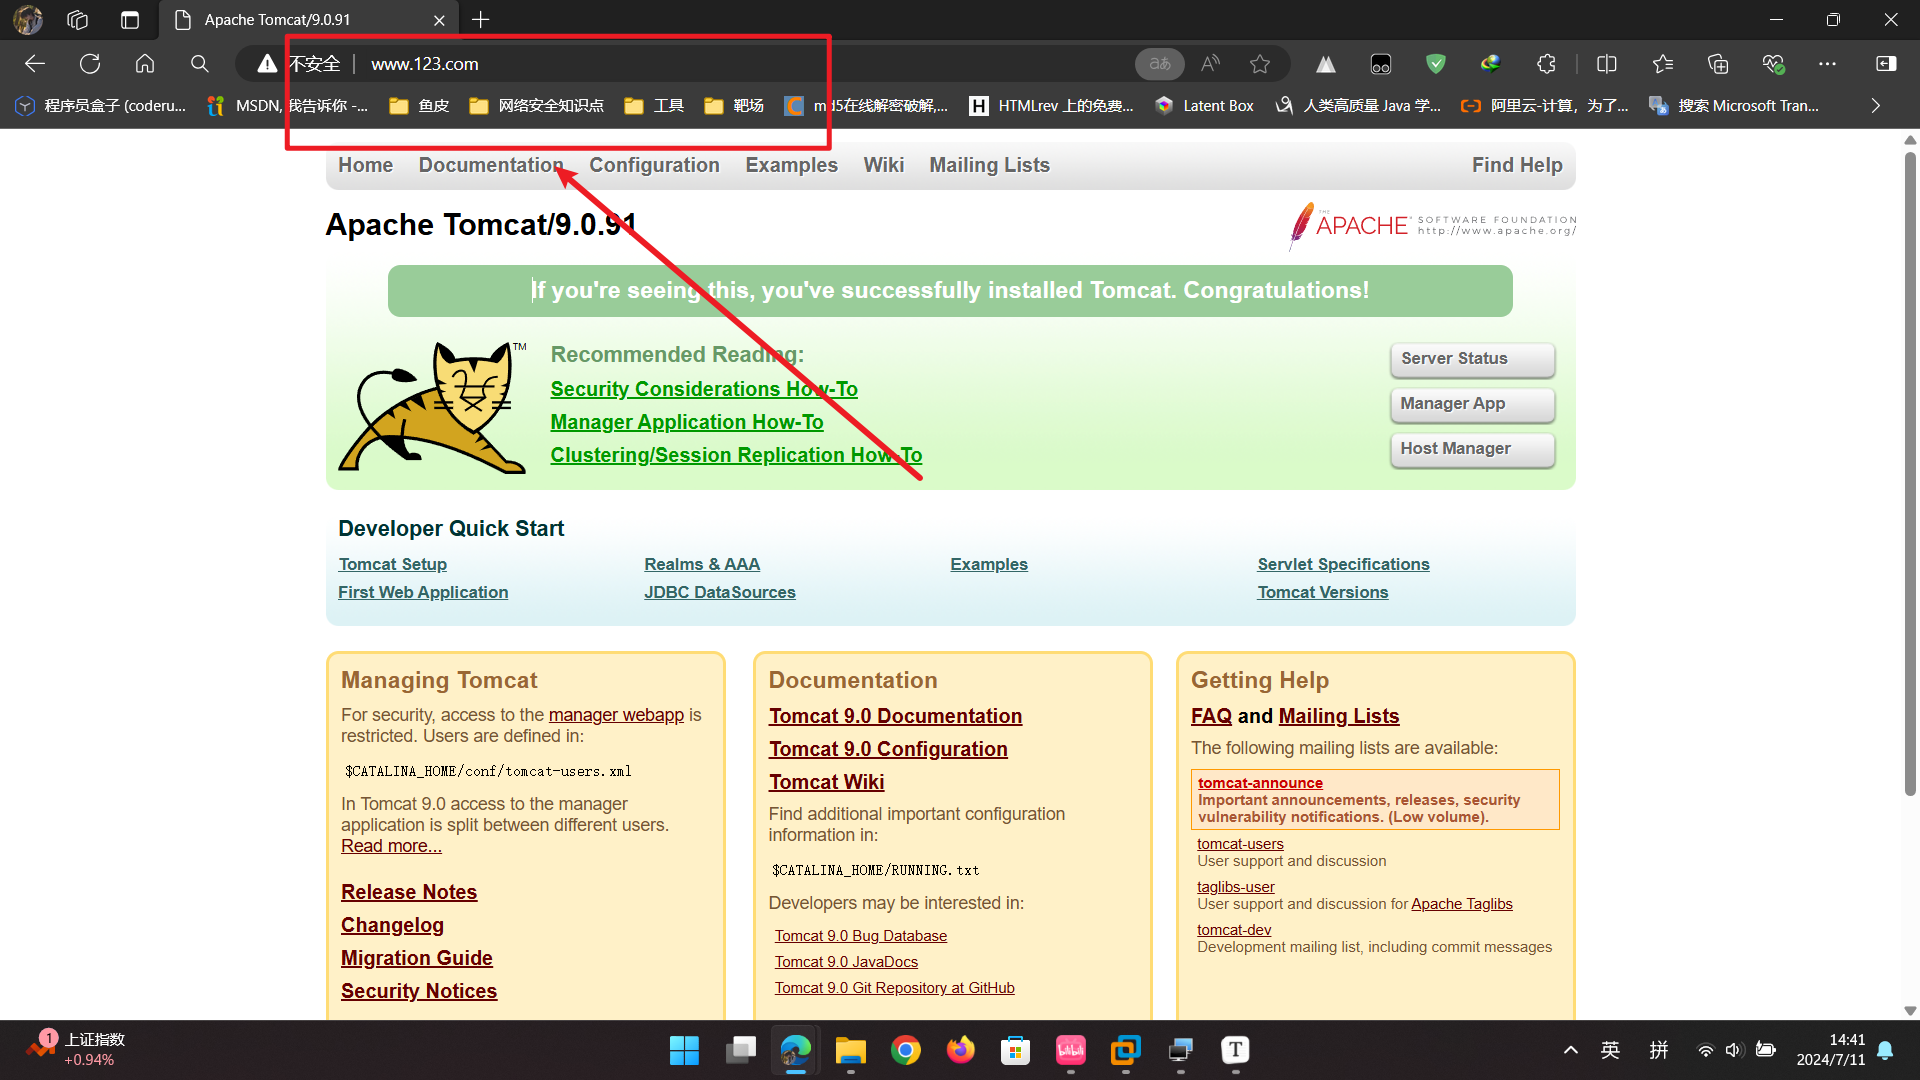 Apache Tomcat/9.0.91
不安全 www.123.com
程序员盒子 (coderu... MSDN, 我告诉你 -... 鱼皮 网络安全知识点 工具 靶场 md5在线解密破解,... HTMLrev 上的免费... Latent Box 人类高质量 Java 学... 阿里云-计算,为了... 搜索 Microsoft Tran...
Home Documentation Configuration Examples Wiki Mailing Lists Find Help
Apache Tomcat/9.0.91
THE APACHE SOFTWARE FOUNDATION
http://www.apache.org/
If you're seeing this, you've successfully installed Tomcat. Congratulations!
TM
Recommended Reading:
Security Considerations How-To
Manager Application How-To
Clustering/Session Replication How-To
Server Status
Manager App
Host Manager
Developer Quick Start
Tomcat Setup
First Web Application
Realms & AAA
JDBC DataSources
Examples
Servlet Specifications
Tomcat Versions
Managing Tomcat
For security, access to the manager webapp is
restricted. Users are defined in:
$CATALINA_HOME/conf/tomcat-users.xml
In Tomcat 9.0 access to the manager
application is split between different users.
Read more...
Release Notes
Changelog
Migration Guide
Security Notices
Documentation
Tomcat 9.0 Documentation
Tomcat 9.0 Configuration
Tomcat Wiki
Find additional important configuration
information in:
$CATALINA_HOME/RUNNING.txt
Developers may be interested in:
Tomcat 9.0 Bug Database
Tomcat 9.0 JavaDocs
Tomcat 9.0 Git Repository at GitHub
Getting Help
FAQ and Mailing Lists
The following mailing lists are available:
tomcat-announce
Important announcements, releases, security
vulnerability notifications. (Low volume).
tomcat-users
User support and discussion
taglibs-user
User support and discussion for Apache Taglibs
tomcat-dev
Development mailing list, including commit messages
1 上证指数
+0.94%
bilibili
T
英 拼
14:41
2024/7/11